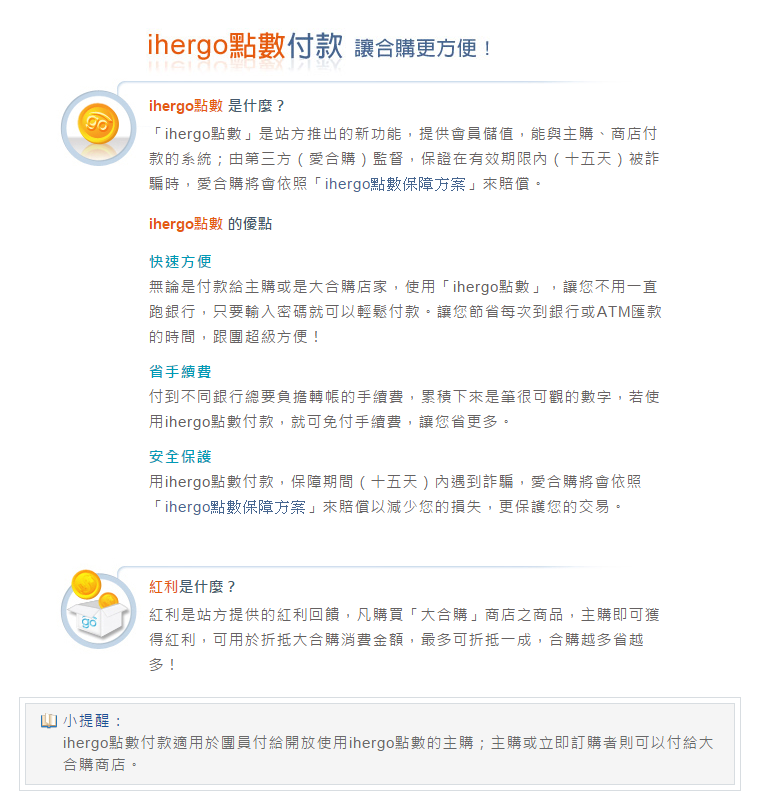 ihergo點數付款 讓合購更方便！
ihergo點數 是什麼？
「ihergo點數」是站方推出的新功能，提供會員儲值，能與主購、商店付
款的系統；由第三方（愛合購）監督，保證在有效期限內（十五天）被詐
騙時，愛合購將會依照「ihergo點數保障方案」來賠償。
ihergo點數 的優點
快速方便
無論是付款給主購或是大合購店家，使用「ihergo點數」，讓您不用一直
跑銀行，只要輸入密碼就可以輕鬆付款。讓您節省每次到銀行或ATM匯款
的時間，跟團超級方便！
省手續費
付到不同銀行總要負擔轉帳的手續費，累積下來是筆很可觀的數字，若使
用ihergo點數付款，就可免付手續費，讓您省更多。
安全保護
用ihergo點數付款，保障期間（十五天）內遇到詐騙，愛合購將會依照
「ihergo點數保障方案」來賠償以減少您的損失，更保護您的交易。
紅利是什麼？
紅利是站方提供的紅利回饋，凡購買「大合購」商店之商品，主購即可獲
得紅利，可用於折抵大合購消費金額，最多可折抵一成，合購越多省越
多！
小提醒：
ihergo點數付款適用於團員付給開放使用ihergo點數的主購；主購或立即訂購者則可以付給大
合購商店。
go
go